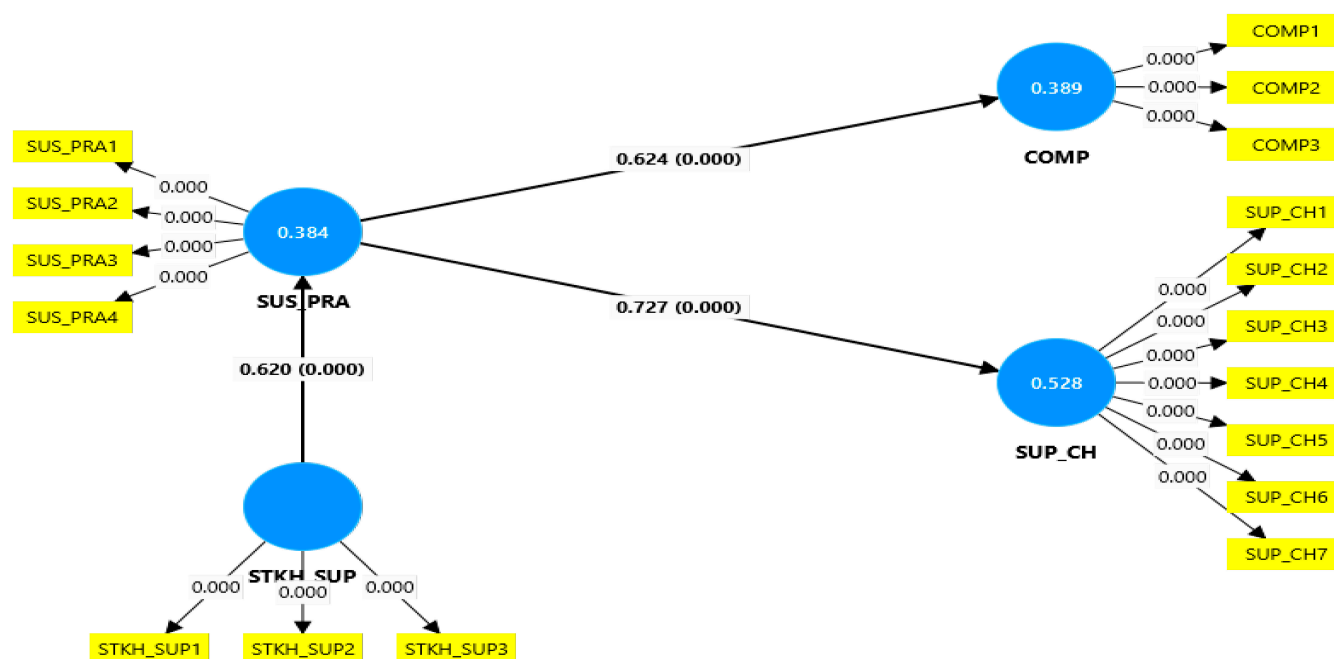 COMP1
0.000
COMP2
0.389
0.000
0.000
COMP3
COMP
SUS_PRA1
0.624 (0.000)
0.000
SUS_PRA2
0.000
0.384
0.000
SUS_PRA3
0.000
SUS_PRA
SUS_PRA4
SUP_CH1
SUP_CH2
0.000
0.727 (0.000)
0.000
SUP_CH3
0.000
0.620 (0.000)
0.528
0.000
SUP_CH4
0.000
SUP_CH5
0.000
SUP_CH
0.000
SUP_CH6
SUP_CH7
STKH_SUP
0.000
0.000
0.000
STKH_SUP1
STKH_SUP2
STKH_SUP3